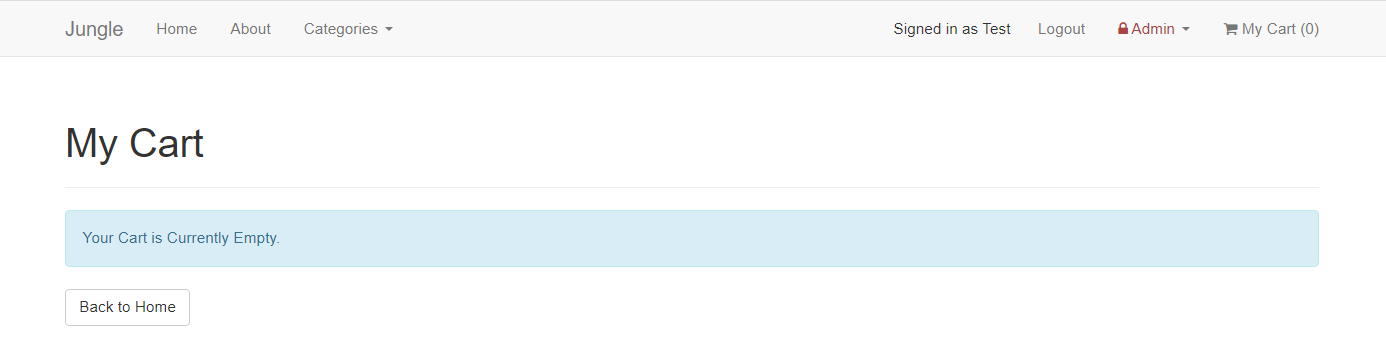 Jungle Home About Categories Signed in as Test Logout Admin My Cart (0)
My Cart
Your Cart is Currently Empty.
Back to Home